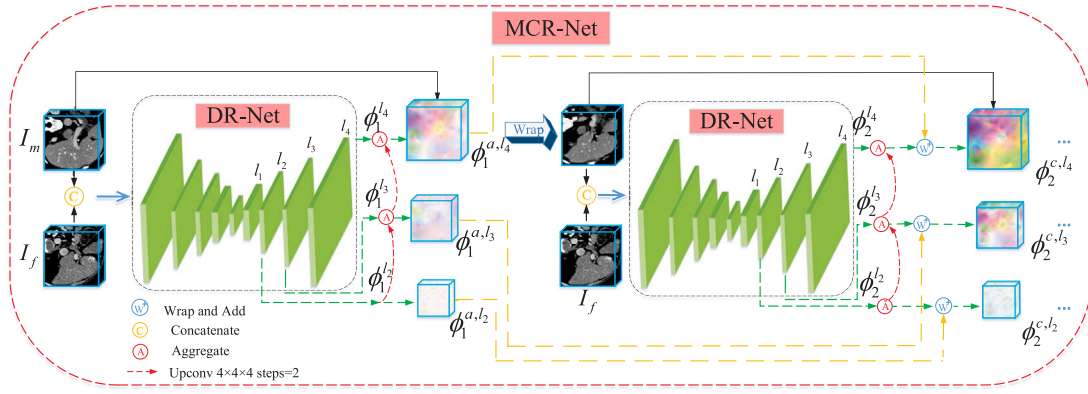 MCR-Net
DR-Net
I_m
C
I_f
l_1
l_2
l_3
l_4
ϕ_1^{l_4}
A
ϕ_1^{a,l_4}
ϕ_1^{l_3}
A
ϕ_1^{a,l_3}
ϕ_1^{l_2}
ϕ_1^{a,l_2}
Wrap
DR-Net
C
I_f
l_1
l_2
l_3
l_4
ϕ_2^{l_4}
A
W+
ϕ_2^{c,l_4}
...
ϕ_2^{l_3}
A
W+
ϕ_2^{c,l_3}
...
ϕ_2^{l_2}
A
W+
ϕ_2^{c,l_2}
...
W+ Wrap and Add
C Concatenate
A Aggregate
Upconv 4×4×4 steps=2